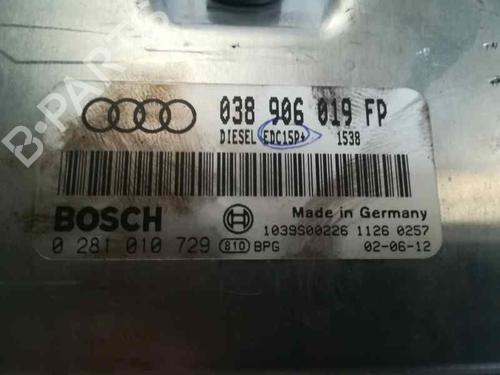 038 906 019 FP
DIESEL EDC15P+ 1538
BOSCH Made in Germany
1039S00226 1126 0257
0 281 010 729 810 BPG 02-06-12
B-Parts